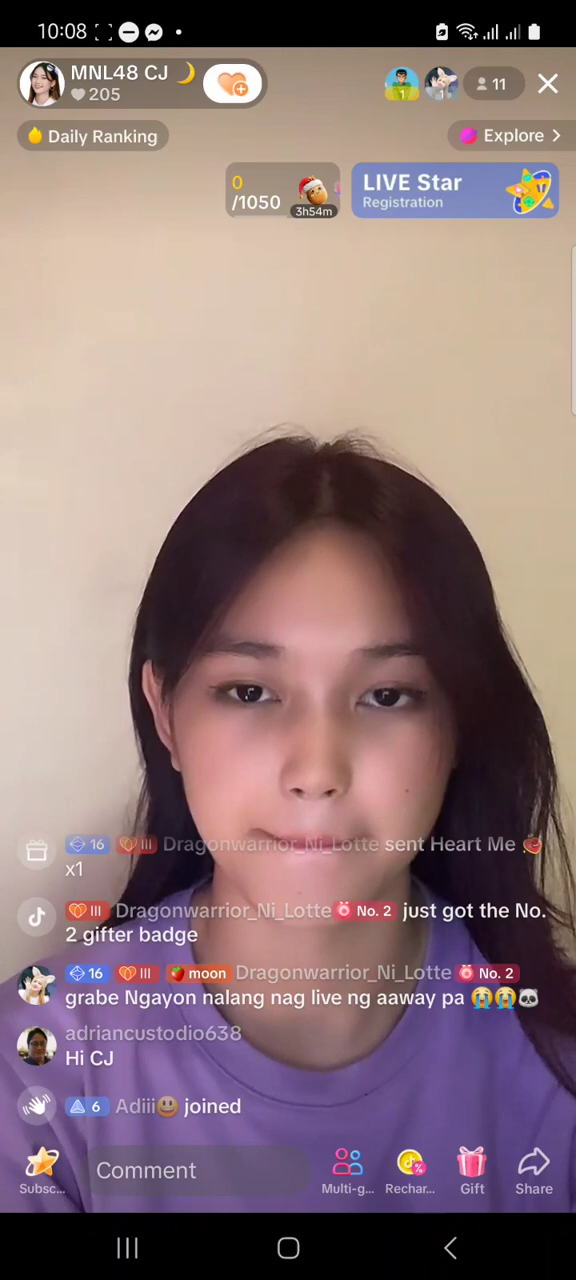 10:08
MNL48 CJ 🌙
205
1
1
11
Daily Ranking
Explore >
0
/1050
3h54m
LIVE Star
Registration
16 III Dragonwarrior_Ni_Lotte sent Heart Me
x1
III Dragonwarrior_Ni_Lotte No. 2 just got the No.
2 gifter badge
16 III moon Dragonwarrior_Ni_Lotte No. 2
grabe Ngayon nalang nag live ng aaway pa 😭😭🐼
adriancustodio638
Hi CJ
6 Adiii😃 joined
Comment
Subsc...
Multi-g...
Rechar...
Gift
Share